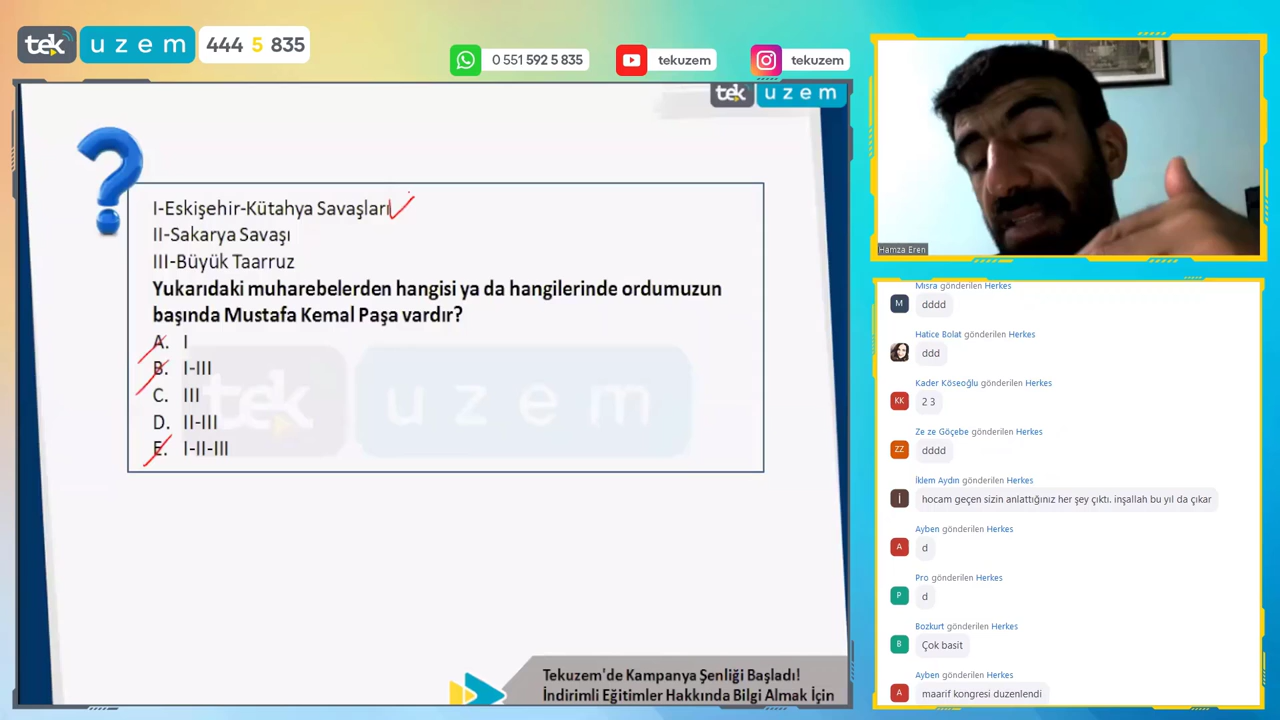 tek uzem 444 5 835
0 551 592 5 835
tekuzem
tekuzem
tek uzem
I-Eskişehir-Kütahya Savaşları
II-Sakarya Savaşı
III-Büyük Taarruz
Yukarıdaki muharebelerden hangisi ya da hangilerinde ordumuzun
başında Mustafa Kemal Paşa vardır?
A. I
B. I-III
C. III
D. II-III
E. I-II-III
tek uzem
Tekuzem'de Kampanya Şenliği Başladı!
İndirimli Eğitimler Hakkında Bilgi Almak İçin
Hamza Eren
Mısra gönderilen Herkes
M
dddd
Hatice Bolat gönderilen Herkes
ddd
Kader Köseoğlu gönderilen Herkes
KK
2 3
Ze ze Göçebe gönderilen Herkes
ZZ
dddd
İklem Aydın gönderilen Herkes
İ
hocam geçen sizin anlattığınız her şey çıktı. inşallah bu yıl da çıkar
Ayben gönderilen Herkes
A
d
Pro gönderilen Herkes
P
d
Bozkurt gönderilen Herkes
B
Çok basit
Ayben gönderilen Herkes
A
maarif kongresi duzenlendi